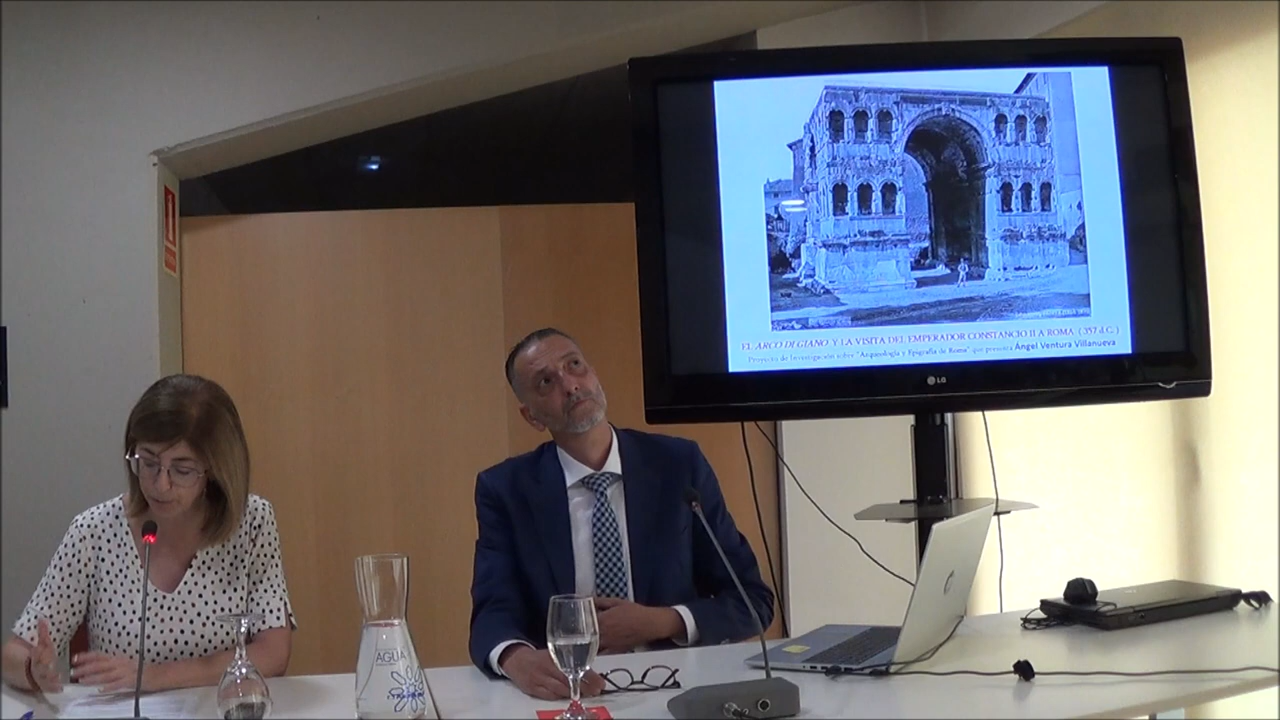 EL ARCO DI GIANO Y LA VISITA DEL EMPERADOR CONSTANCIO II A ROMA (357 d.C.)
Proyecto de Investigación sobre "Arqueología y Epigrafía de Roma" que presenta Ángel Ventura Villanueva
LG
AGUA